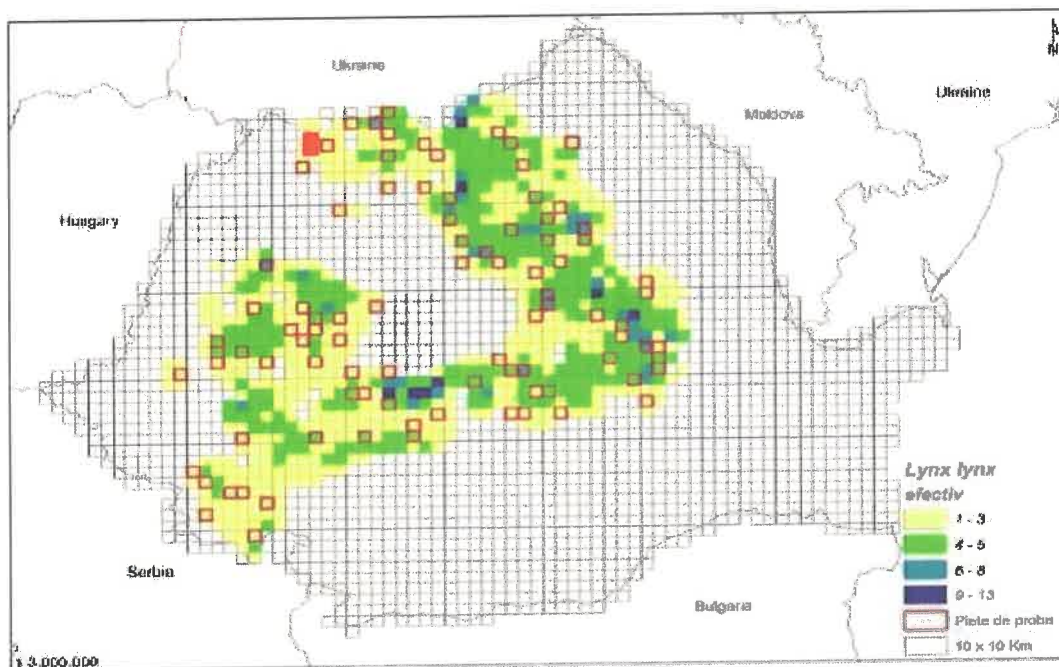 Ukraine
Ukraine
Moldova
Hungary
Serbia
Bulgaria
Lynx lynx
efectiv
1 - 3
4 - 5
6 - 8
9 - 13
Piete de proba
10 x 10 Km
1:3.000.000
N